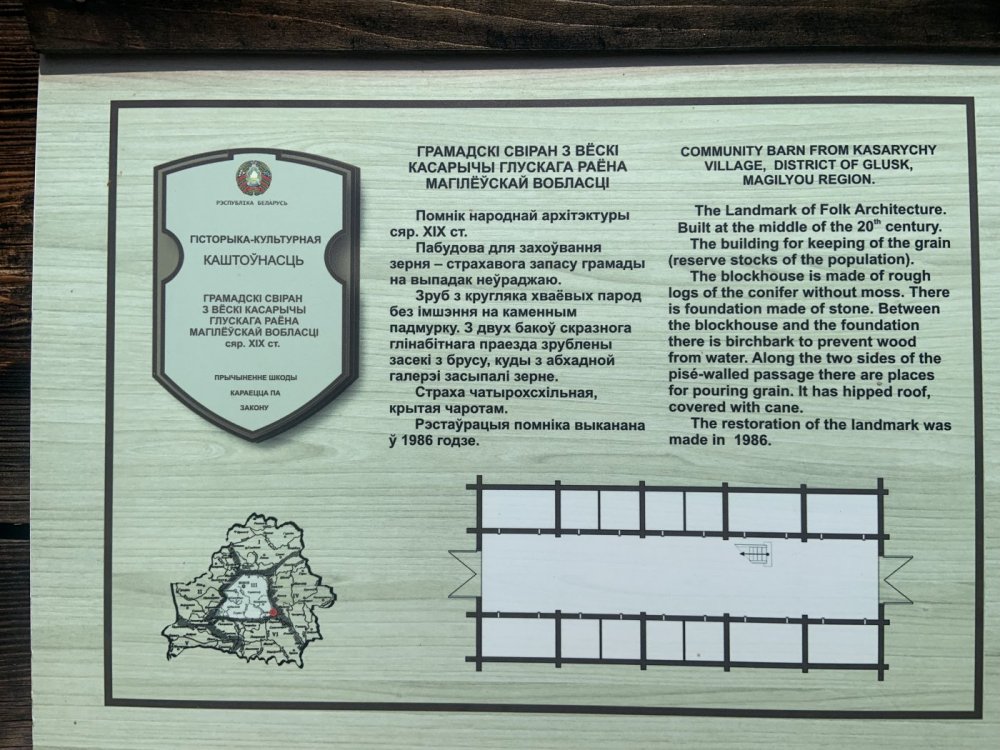 РЭСПУБЛІКА БЕЛАРУСЬ
ГІСТОРЫКА-КУЛЬТУРНАЯ
КАШТОЎНАСЦЬ
ГРАМАДСКІ СВІРАН
З ВЁСКІ КАСАРЫЧЫ
ГЛУСКАГА РАЁНА
МАГІЛЁЎСКАЙ ВОБЛАСЦІ
сяр. XIX ст.
ПРЫЧЫНЕННЕ ШКОДЫ
КАРАЕЦЦА ПА
ЗАКОНУ
ГРАМАДСКІ СВІРАН З ВЁСКІ
КАСАРЫЧЫ ГЛУСКАГА РАЁНА
МАГІЛЁЎСКАЙ ВОБЛАСЦІ
Помнік народнай архітэктуры
сяр. XIX ст.
Пабудова для захоўвання
зерня – страхавога запасу грамады
на выпадак неўраджаю.
Зруб з кругляка хваёвых парод
без імшэння на каменным
падмурку. З двух бакоў скразнога
глінабітнага праезда зрублены
засекі з брусу, куды з абхадной
галерэі засыпалі зерне.
Страха чатырохсхільная,
крытая чаротам.
Рэстаўрацыя помніка выканана
ў 1986 годзе.
COMMUNITY BARN FROM KASARYCHY
VILLAGE, DISTRICT OF GLUSK,
MAGILYOU REGION.
The Landmark of Folk Architecture.
Built at the middle of the 20th century.
The building for keeping of the grain
(reserve stocks of the population).
The blockhouse is made of rough
logs of the conifer without moss. There
is foundation made of stone. Between
the blockhouse and the foundation
there is birchbark to prevent wood
from water. Along the two sides of the
pisé-walled passage there are places
for pouring grain. It has hipped roof,
covered with cane.
The restoration of the landmark was
made in 1986.